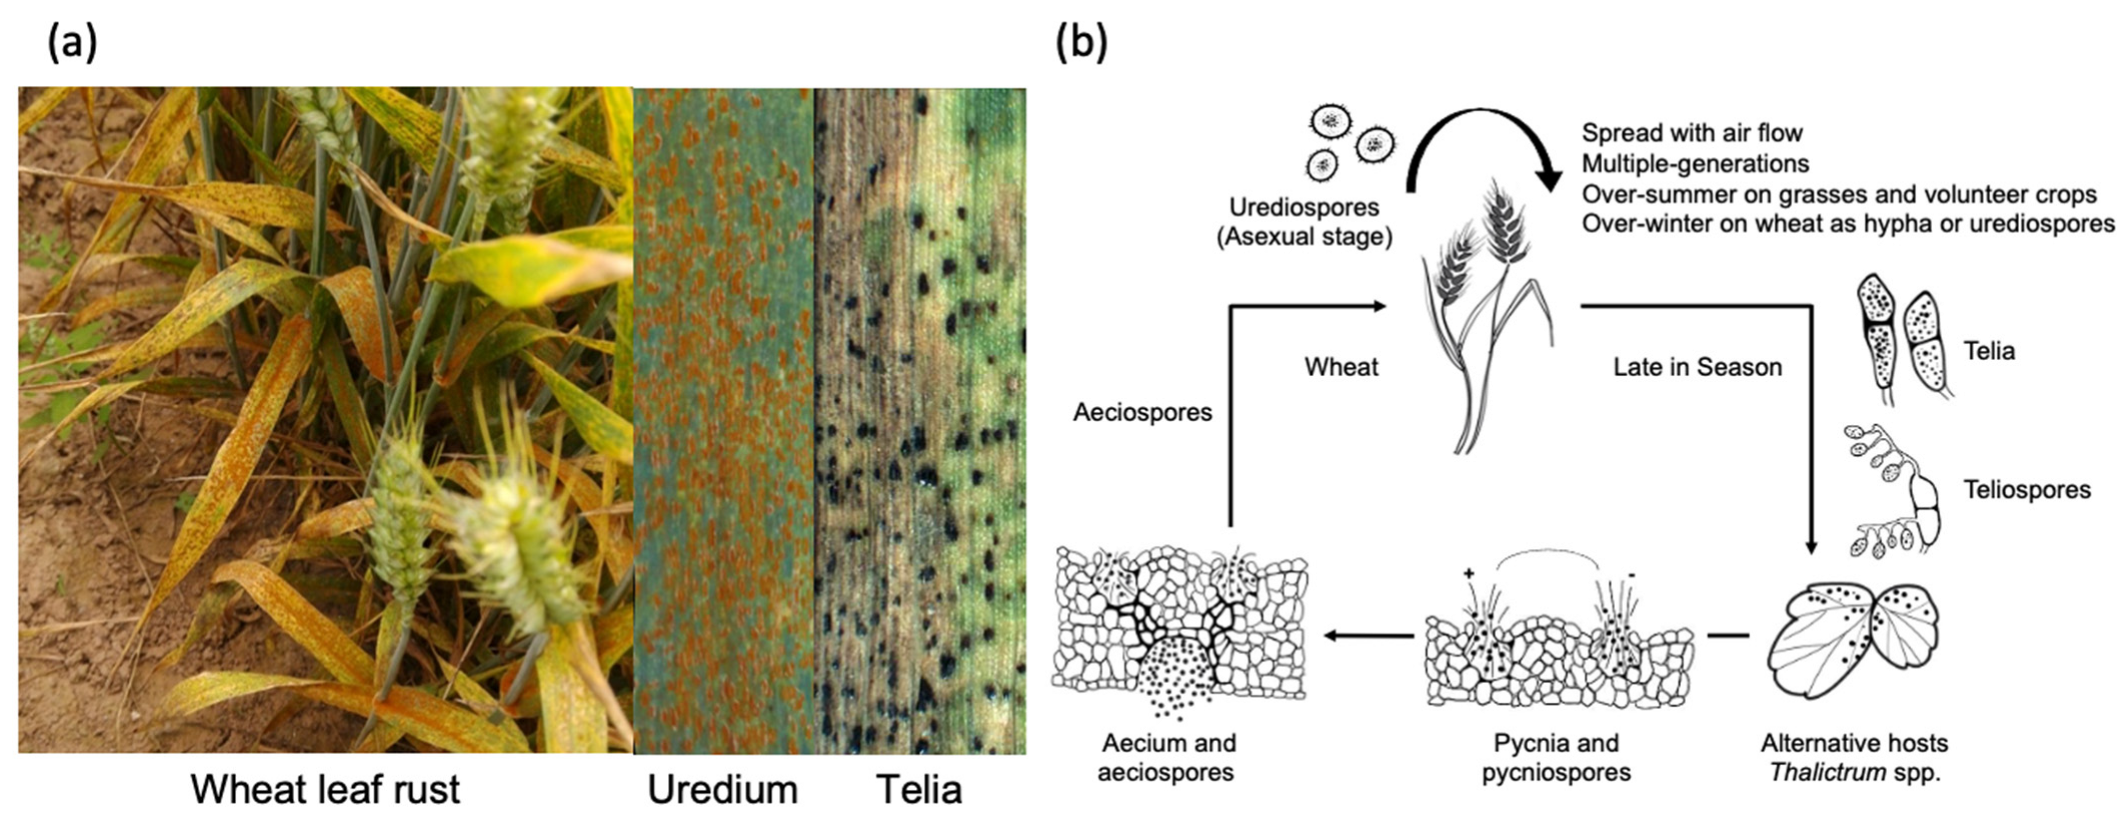 (a)
Wheat leaf rust
Uredium
Telia
(b)
Urediospores
(Asexual stage)
Spread with air flow
Multiple-generations
Over-summer on grasses and volunteer crops
Over-winter on wheat as hypha or urediospores
Wheat
Late in Season
Telia
Aeciospores
Teliospores
+
-
Aecium and
aeciospores
Pycnia and
pycniospores
Alternative hosts
Thalictrum spp.